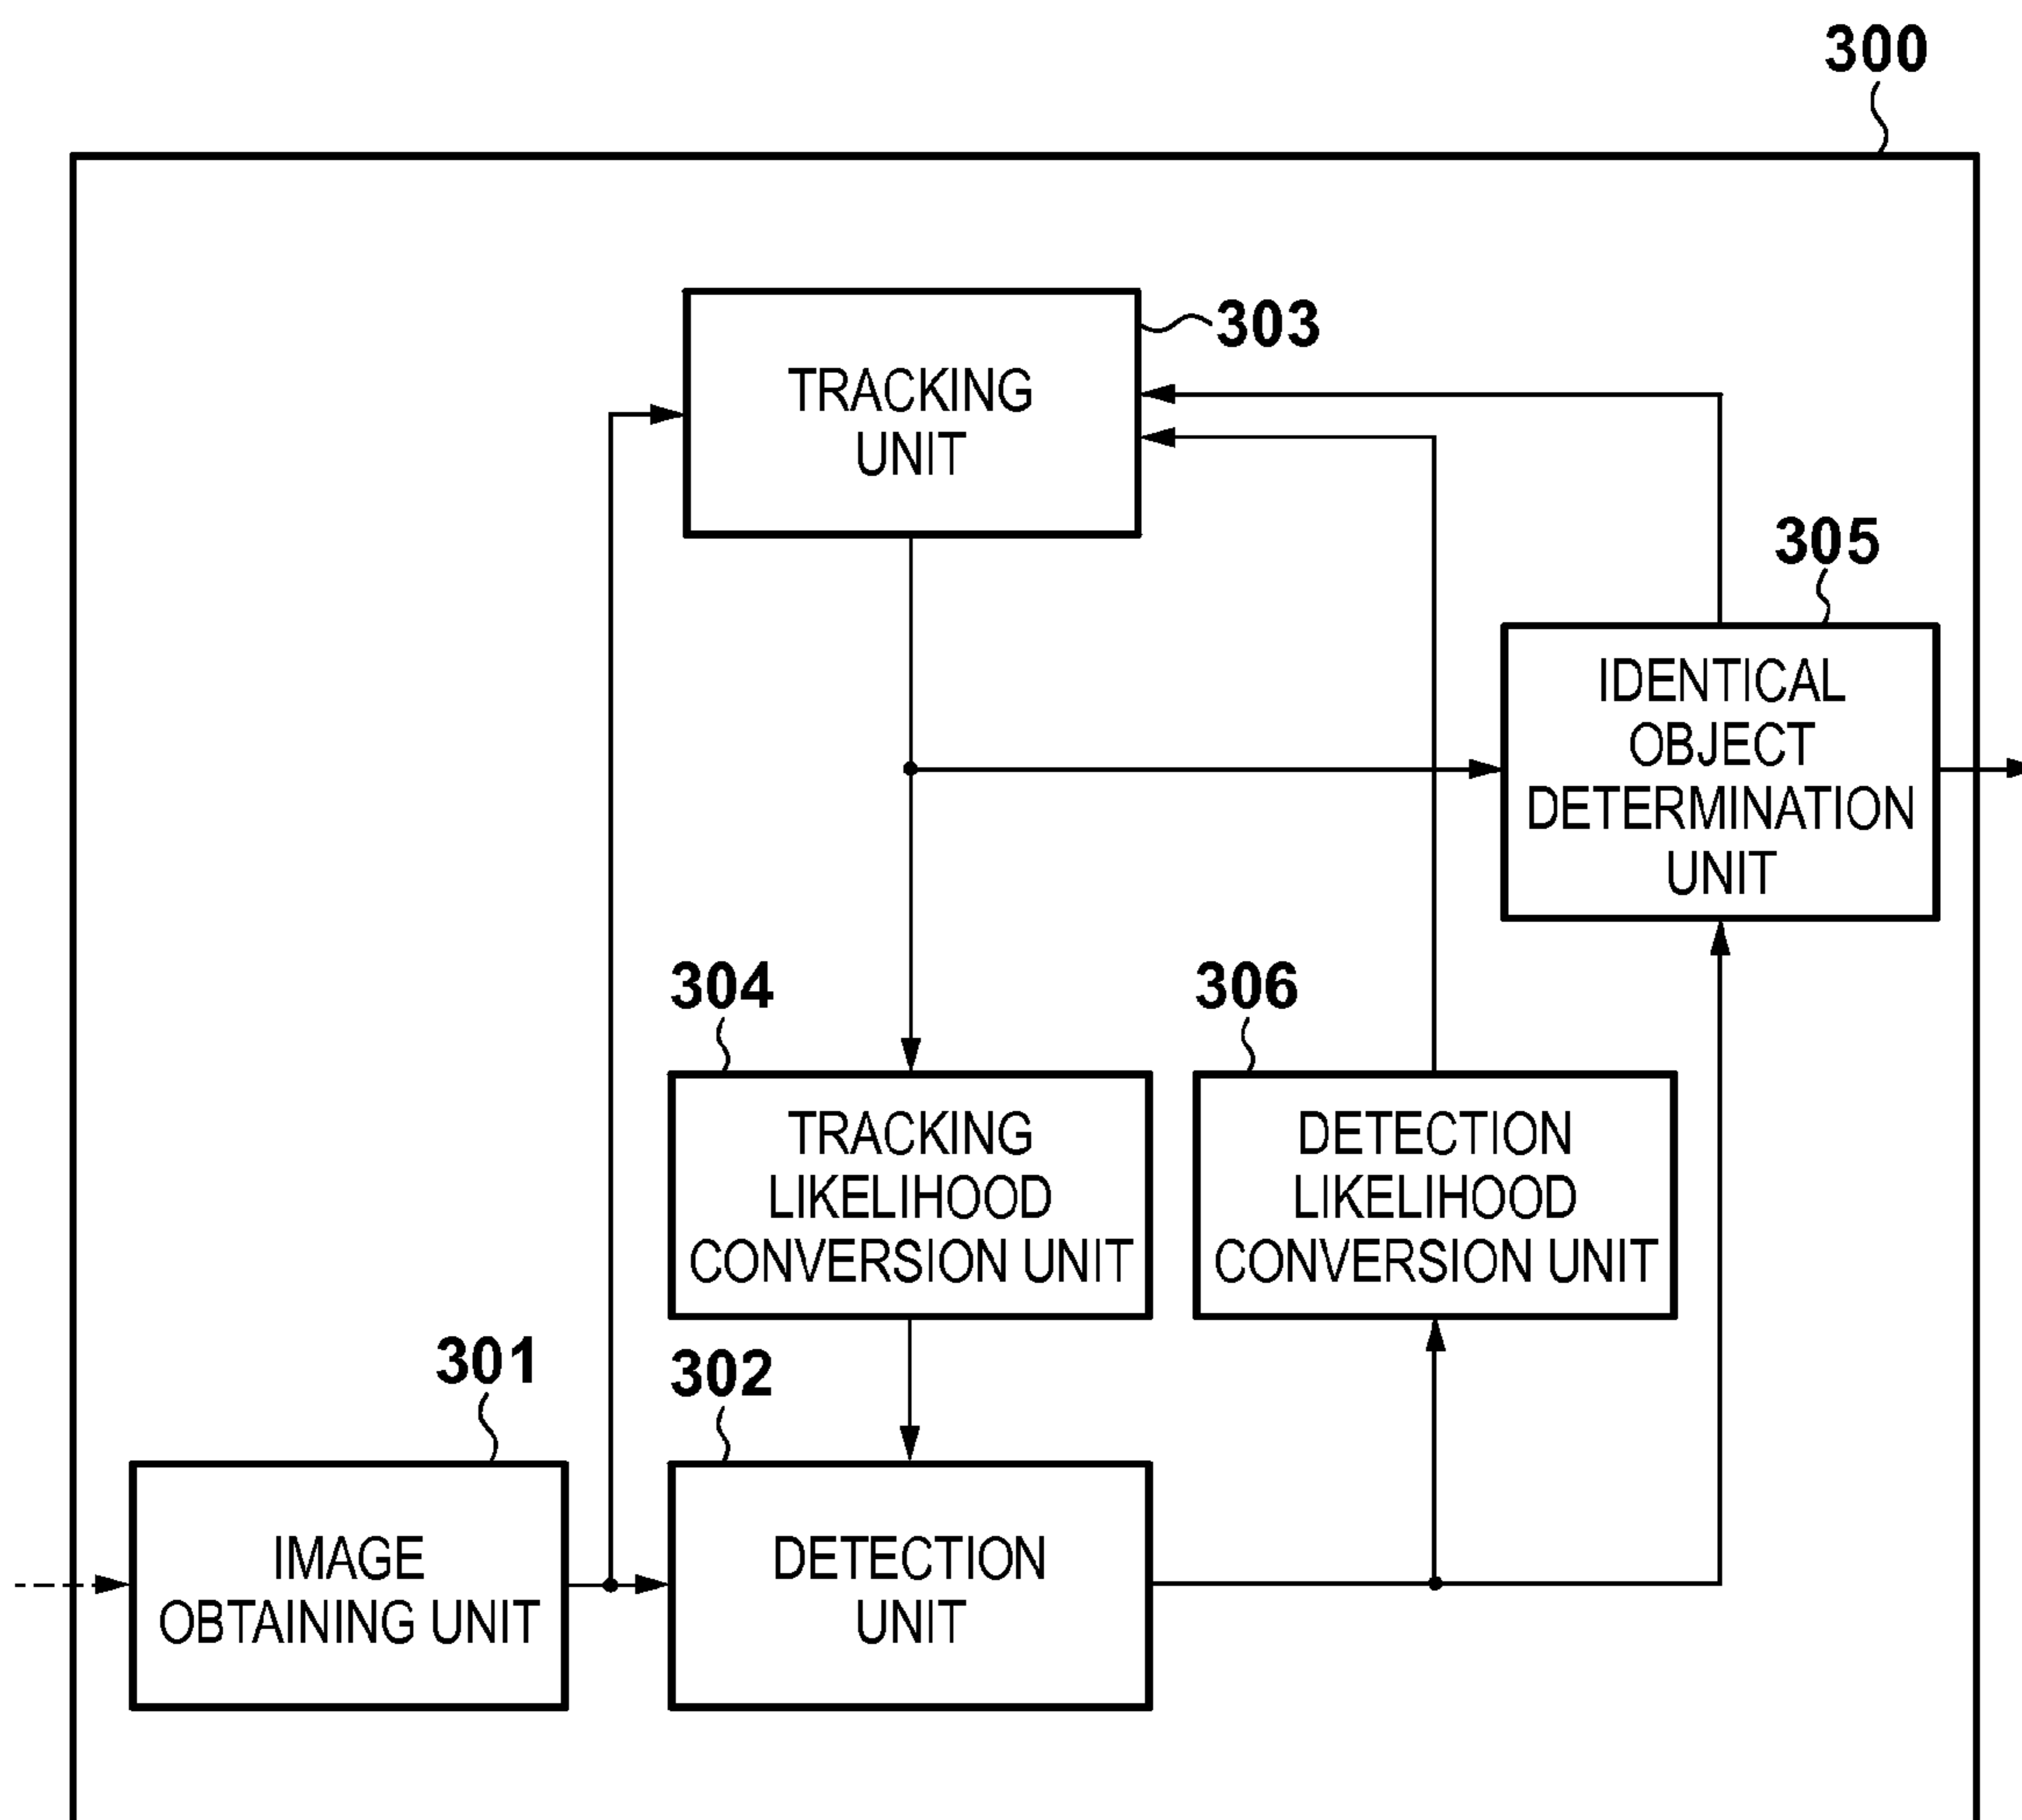 300
303
TRACKING
UNIT
305
IDENTICAL
OBJECT
DETERMINATION
UNIT
304
TRACKING
LIKELIHOOD
CONVERSION UNIT
306
DETECTION
LIKELIHOOD
CONVERSION UNIT
301
IMAGE
OBTAINING UNIT
302
DETECTION
UNIT